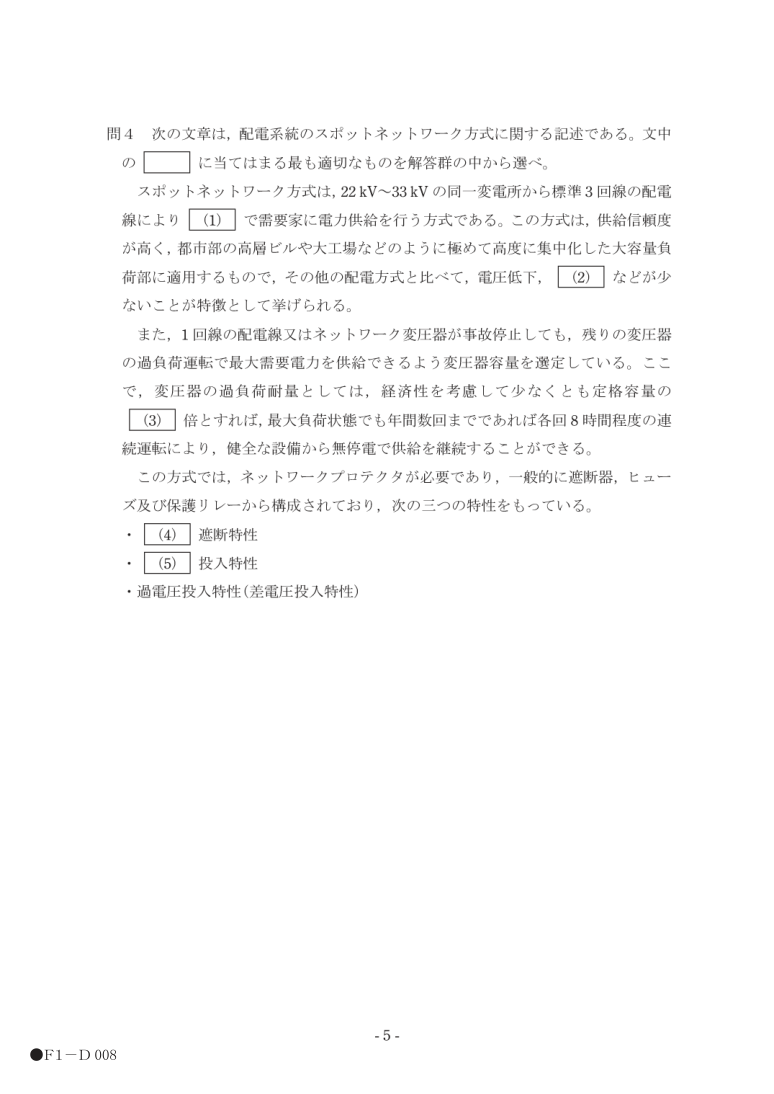 問４　次の文章は，配電系統のスポットネットワーク方式に関する記述である。文中
の　　　に当てはまる最も適切なものを解答群の中から選べ。
スポットネットワーク方式は，22 kV～33 kV の同一変電所から標準３回線の配電
線により (1) で需要家に電力供給を行う方式である。この方式は，供給信頼度
が高く，都市部の高層ビルや大工場などのように極めて高度に集中化した大容量負
荷部に適用するもので，その他の配電方式と比べて，電圧低下， (2) などが少
ないことが特徴として挙げられる。
また，1 回線の配電線又はネットワーク変圧器が事故停止しても，残りの変圧器
の過負荷運転で最大需要電力を供給できるよう変圧器容量を選定している。ここ
で，変圧器の過負荷耐量としては，経済性を考慮して少なくとも定格容量の
(3) 倍とすれば，最大負荷状態でも年間数回までであれば各回 8 時間程度の連
続運転により，健全な設備から無停電で供給を継続することができる。
この方式では，ネットワークプロテクタが必要であり，一般的に遮断器，ヒュー
ズ及び保護リレーから構成されており，次の三つの特性をもっている。
・ (4) 遮断特性
・ (5) 投入特性
・過電圧投入特性(差電圧投入特性)
- 5 -
●F1－D 008